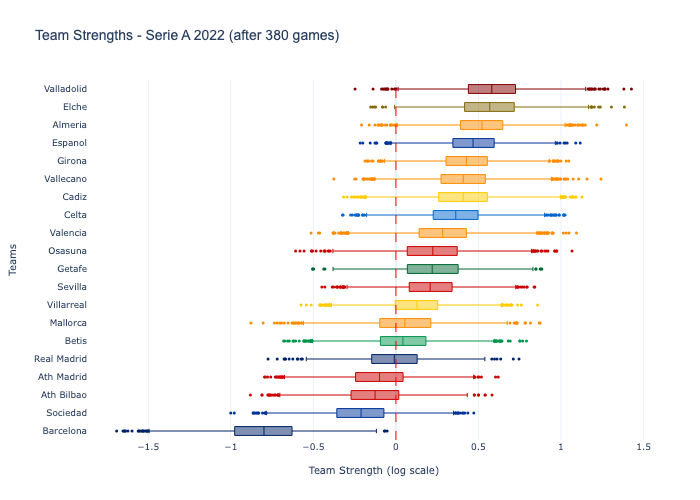 Team Strengths - Serie A 2022 (after 380 games)
Valladolid
Elche
Almeria
Espanol
Girona
Vallecano
Cadiz
Celta
Valencia
Osasuna
Getafe
Sevilla
Villarreal
Mallorca
Betis
Real Madrid
Ath Madrid
Ath Bilbao
Sociedad
Barcelona
Teams
−1.5 −1 −0.5 0 0.5 1 1.5
Team Strength (log scale)